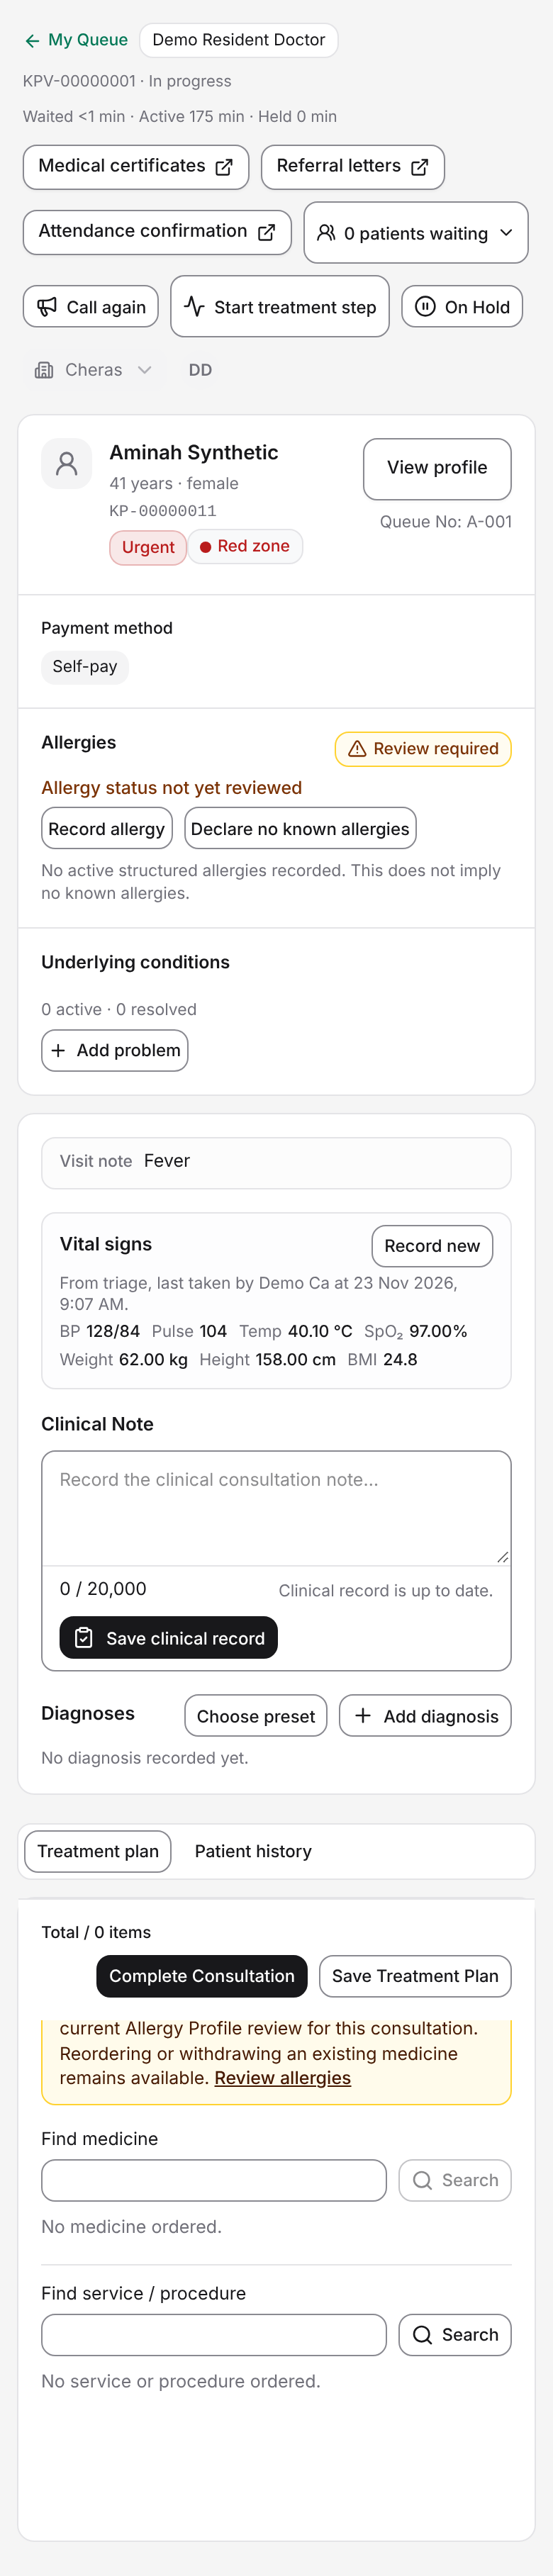 My Queue Demo Resident Doctor
KPV-00000001 · In progress
Waited <1 min · Active 175 min · Held 0 min
Medical certificates Referral letters
Attendance confirmation 0 patients waiting
Call again Start treatment step On Hold
Cheras DD
Aminah Synthetic View profile
41 years · female
KP-00000011 Queue No: A-001
Urgent Red zone
Payment method
Self-pay
Allergies Review required
Allergy status not yet reviewed
Record allergy Declare no known allergies
No active structured allergies recorded. This does not imply
no known allergies.
Underlying conditions
0 active · 0 resolved
Add problem
Visit note Fever
Vital signs Record new
From triage, last taken by Demo Ca at 23 Nov 2026,
9:07 AM.
BP 128/84 Pulse 104 Temp 40.10 °C SpO₂ 97.00%
Weight 62.00 kg Height 158.00 cm BMI 24.8
Clinical Note
Record the clinical consultation note...
0 / 20,000 Clinical record is up to date.
Save clinical record
Diagnoses Choose preset Add diagnosis
No diagnosis recorded yet.
Treatment plan Patient history
Total / 0 items
Complete Consultation Save Treatment Plan
current Allergy Profile review for this consultation.
Reordering or withdrawing an existing medicine
remains available. Review allergies
Find medicine
Search
No medicine ordered.
Find service / procedure
Search
No service or procedure ordered.